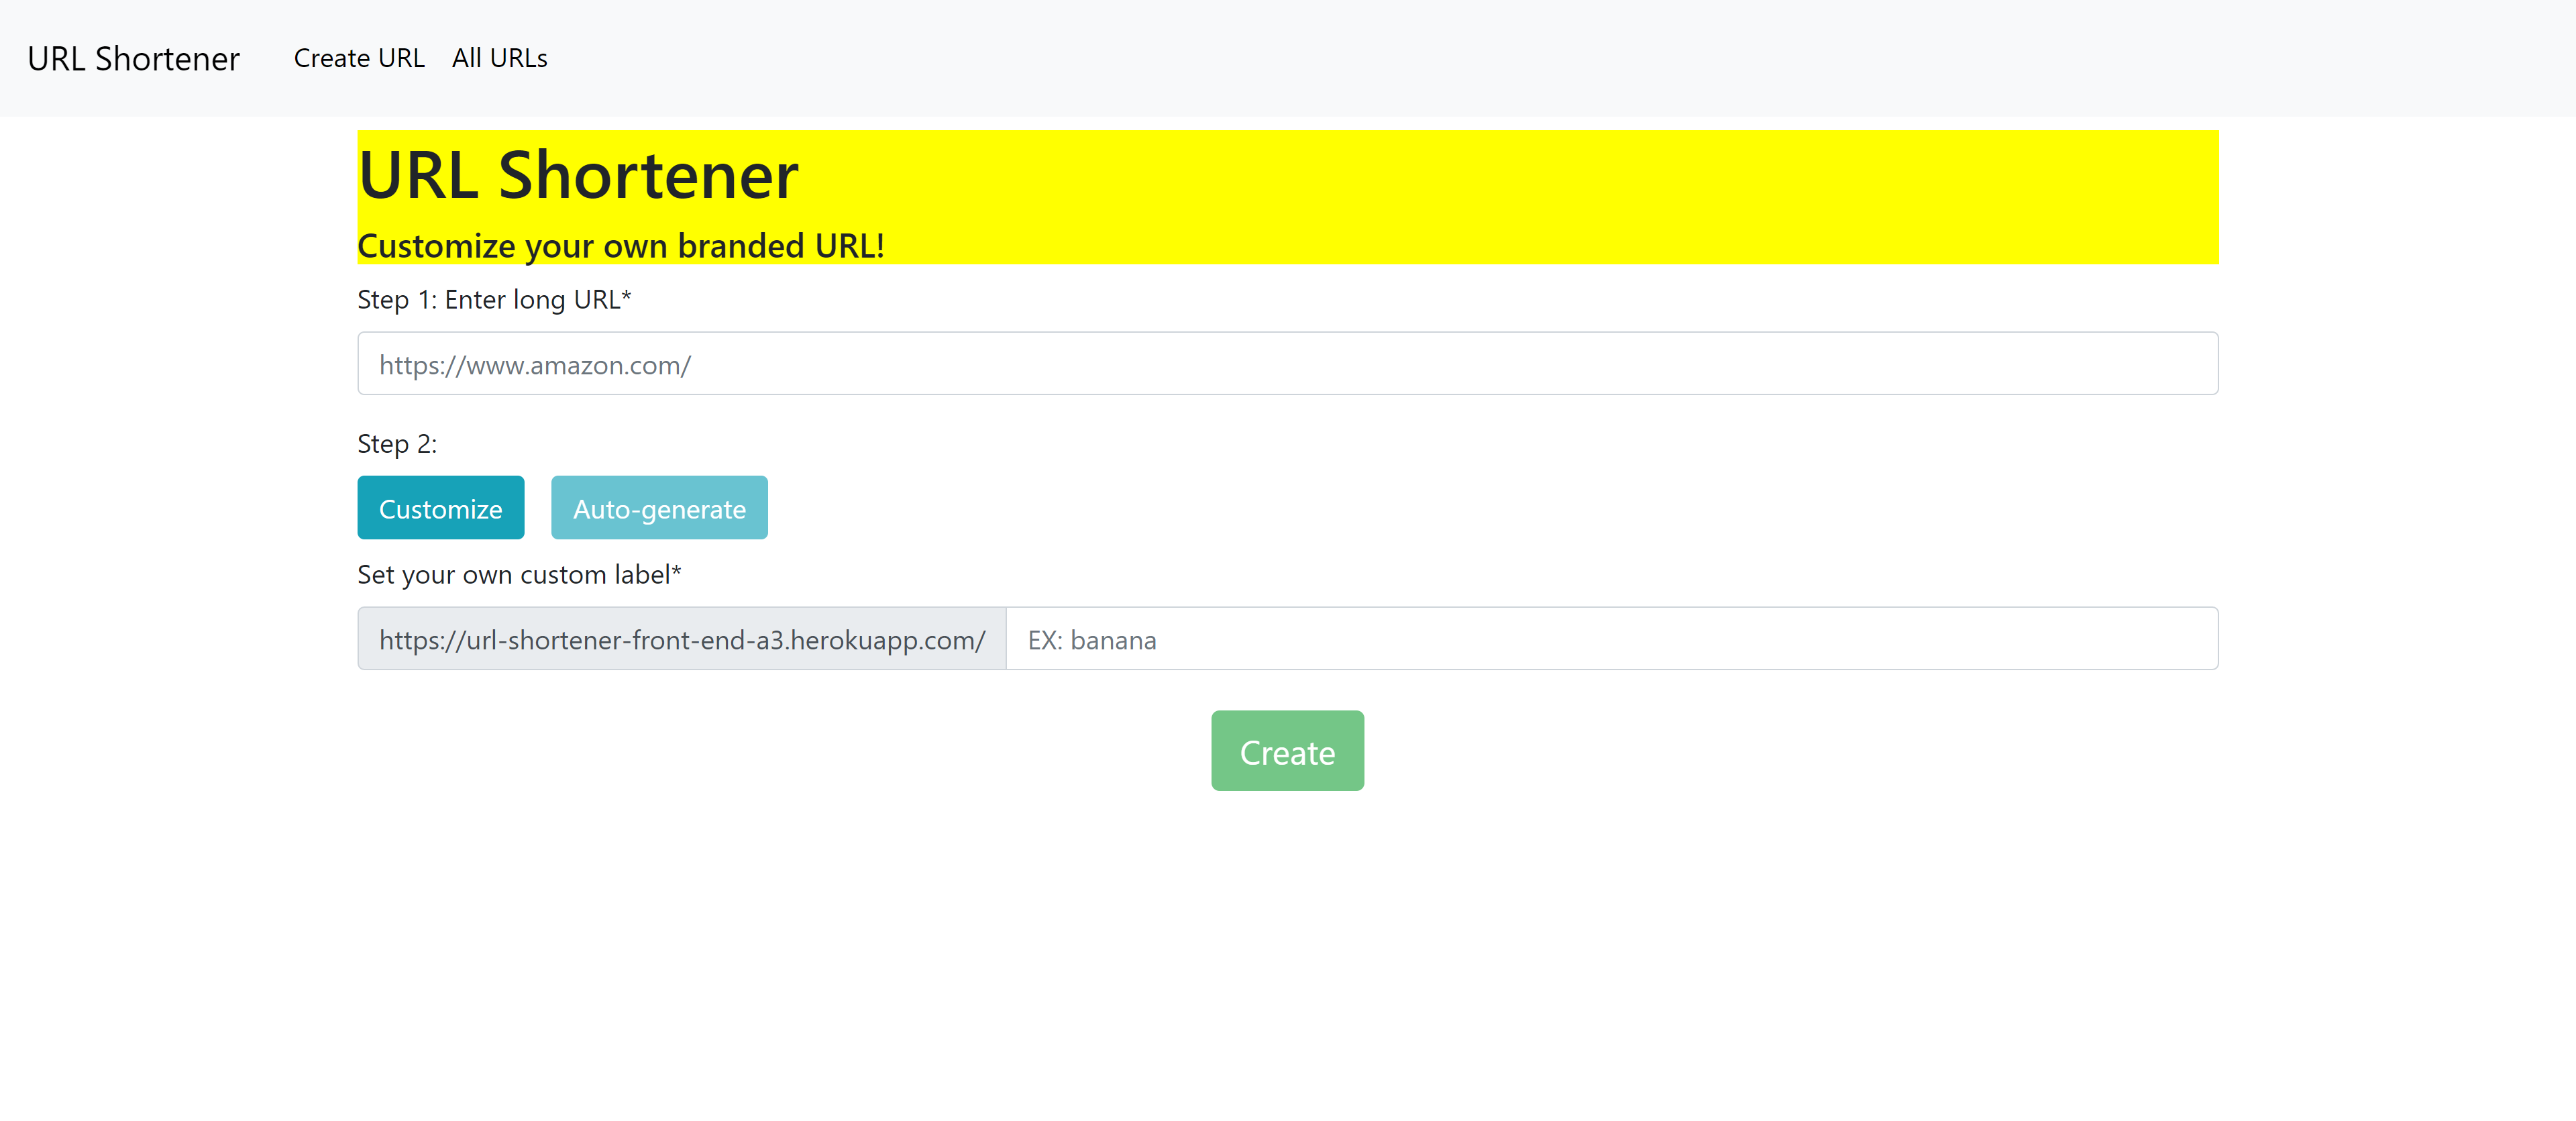 URL Shortener Create URL All URLs
URL Shortener
Customize your own branded URL!
Step 1: Enter long URL*
https://www.amazon.com/
Step 2:
Customize Auto-generate
Set your own custom label*
https://url-shortener-front-end-a3.herokuapp.com/ EX: banana
Create